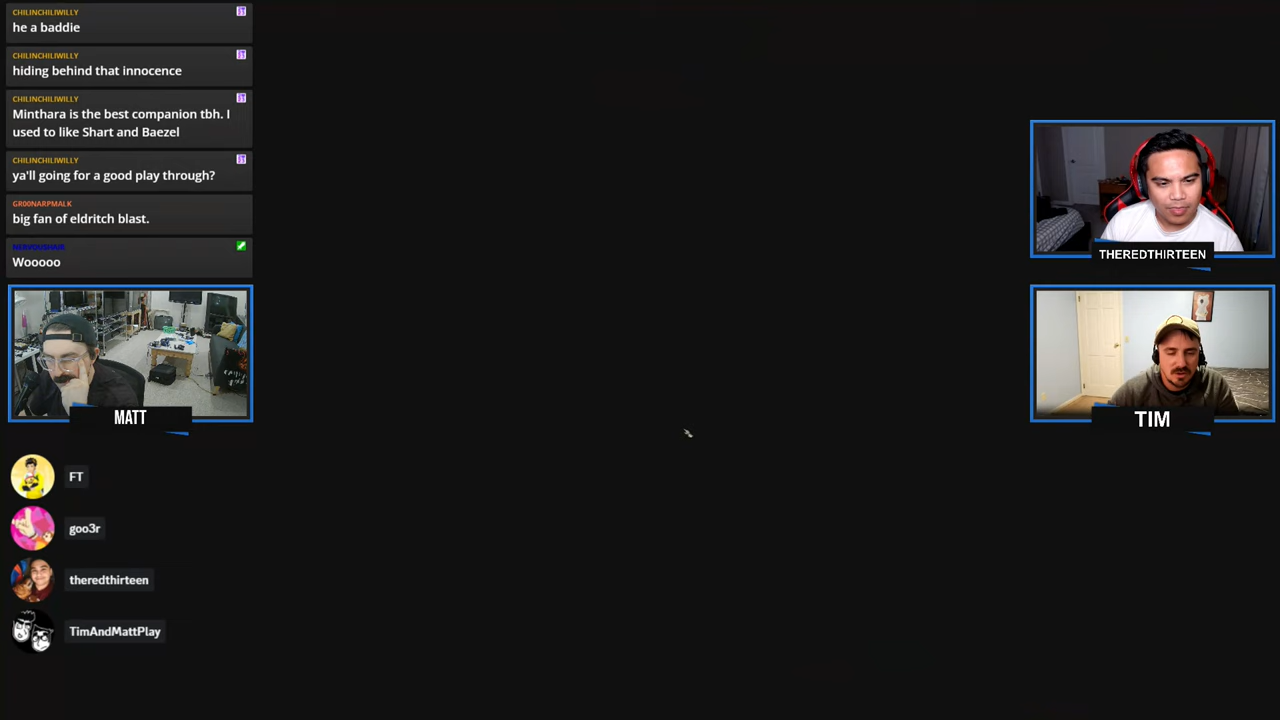 CHILINCHILIWILLY
he a baddie
CHILINCHILIWILLY
hiding behind that innocence
CHILINCHILIWILLY
Minthara is the best companion tbh. I
used to like Shart and Baezel
CHILINCHILIWILLY
ya'll going for a good play through?
GR00NARPMALK
big fan of eldritch blast.
NERVOUSHAIR
Wooooo
MATT
THEREDTHIRTEEN
TIM
FT
goo3r
theredthirteen
TimAndMattPlay